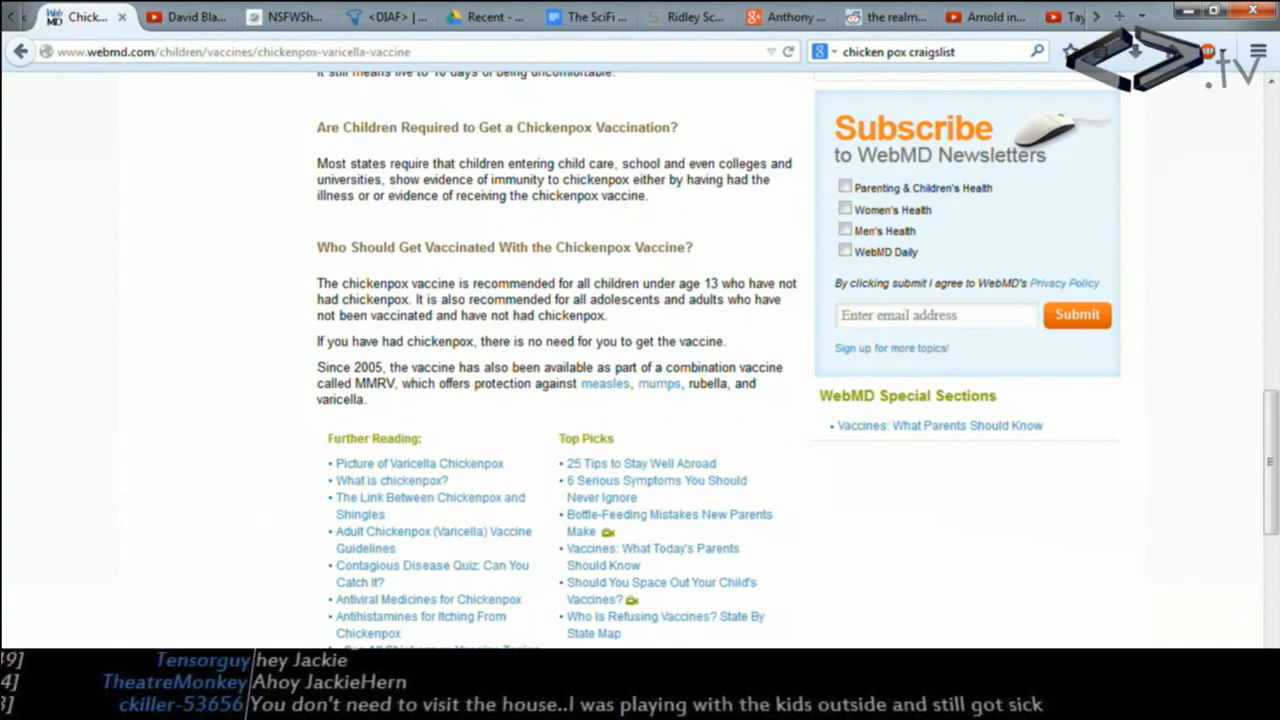 Chick...
David Bla...
NSFWSh...
<DIAF> | ...
Recent - ...
The SciFi ...
Ridley Sc...
Anthony ...
the realm...
Arnold in...
Tay
www.webmd.com/children/vaccines/chickenpox-varicella-vaccine
chicken pox craigslist
.tv
It still means five to 10 days of being uncomfortable.
Are Children Required to Get a Chickenpox Vaccination?
Most states require that children entering child care, school and even colleges and
universities, show evidence of immunity to chickenpox either by having had the
illness or or evidence of receiving the chickenpox vaccine.
Who Should Get Vaccinated With the Chickenpox Vaccine?
The chickenpox vaccine is recommended for all children under age 13 who have not
had chickenpox. It is also recommended for all adolescents and adults who have
not been vaccinated and have not had chickenpox.
If you have had chickenpox, there is no need for you to get the vaccine.
Since 2005, the vaccine has also been available as part of a combination vaccine
called MMRV, which offers protection against measles, mumps, rubella, and
varicella.
Further Reading:
• Picture of Varicella Chickenpox
• What is chickenpox?
• The Link Between Chickenpox and
Shingles
• Adult Chickenpox (Varicella) Vaccine
Guidelines
• Contagious Disease Quiz: Can You
Catch It?
• Antiviral Medicines for Chickenpox
• Antihistamines for Itching From
Chickenpox
Top Picks
• 25 Tips to Stay Well Abroad
• 6 Serious Symptoms You Should
Never Ignore
• Bottle-Feeding Mistakes New Parents
Make
• Vaccines: What Today's Parents
Should Know
• Should You Space Out Your Child's
Vaccines?
• Who Is Refusing Vaccines? State By
State Map
Subscribe
to WebMD Newsletters
Parenting & Children's Health
Women's Health
Men's Health
WebMD Daily
By clicking submit I agree to WebMD's Privacy Policy
Enter email address
Submit
Sign up for more topics!
WebMD Special Sections
• Vaccines: What Parents Should Know
49] Tensorguy hey Jackie
4] TheatreMonkey Ahoy JackieHern
3] ckiller-53656 You don't need to visit the house..I was playing with the kids outside and still got sick